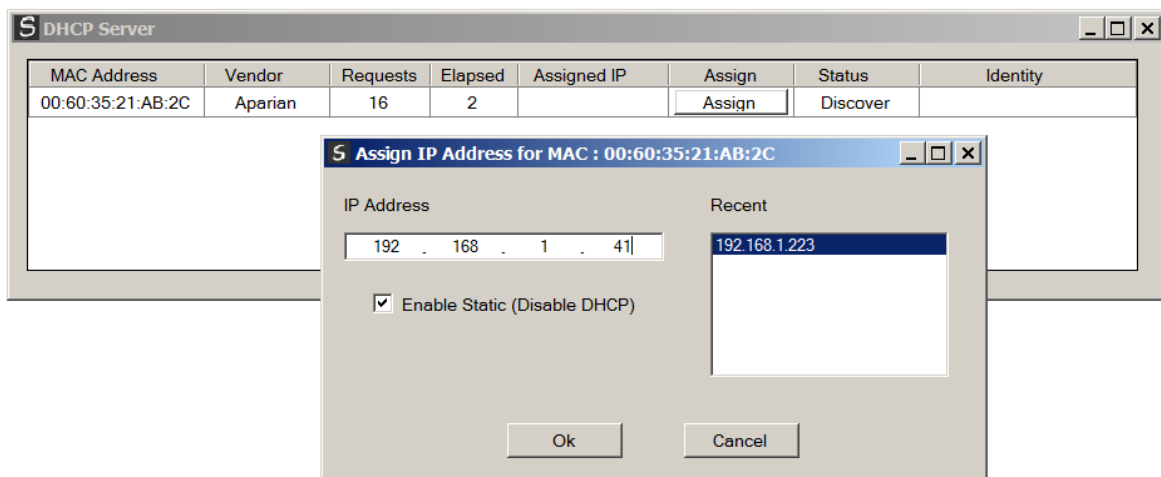 S DHCP Server
MAC Address Vendor Requests Elapsed Assigned IP Assign Status Identity
00:60:35:21:AB:2C Aparian 16 2 Assign Discover
S Assign IP Address for MAC : 00:60:35:21:AB:2C
IP Address Recent
192 . 168 . 1 . 41 192.168.1.223
Enable Static (Disable DHCP)
Ok Cancel